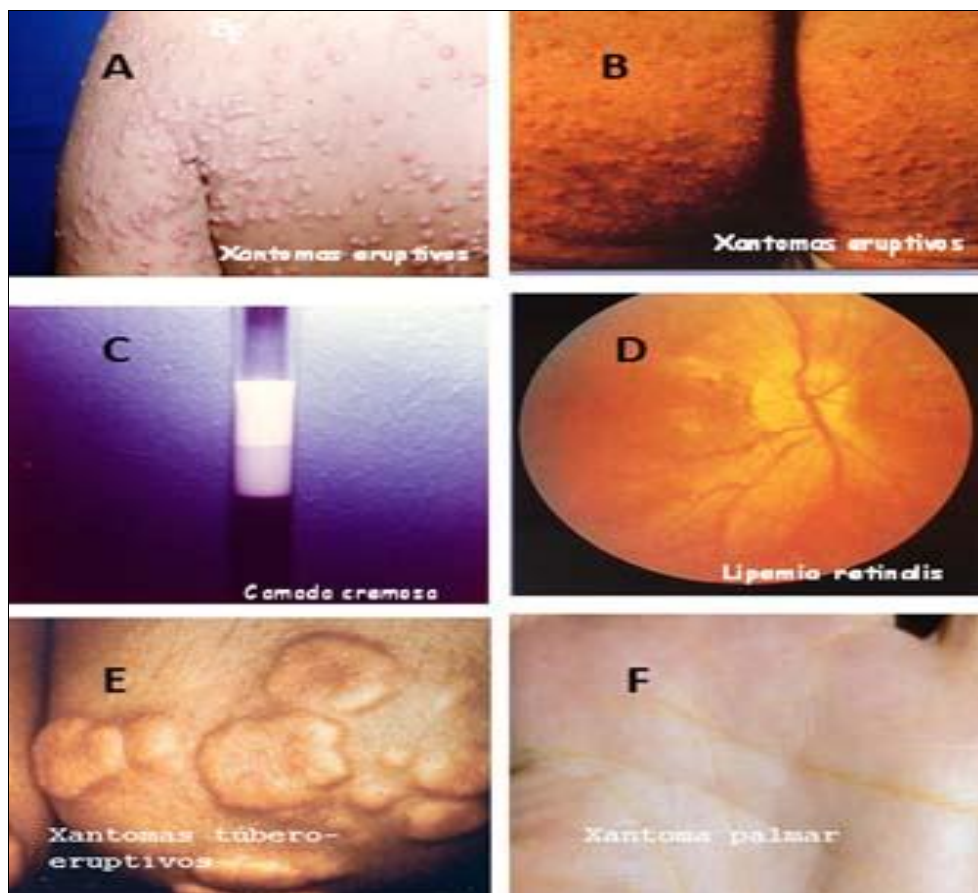 A
Xantomas eruptivos
B
Xantomas eruptivos
C
Camada cremosa
D
Lipemia retinalis
E
Xantomas túbero-
eruptivos
F
Xantoma palmar